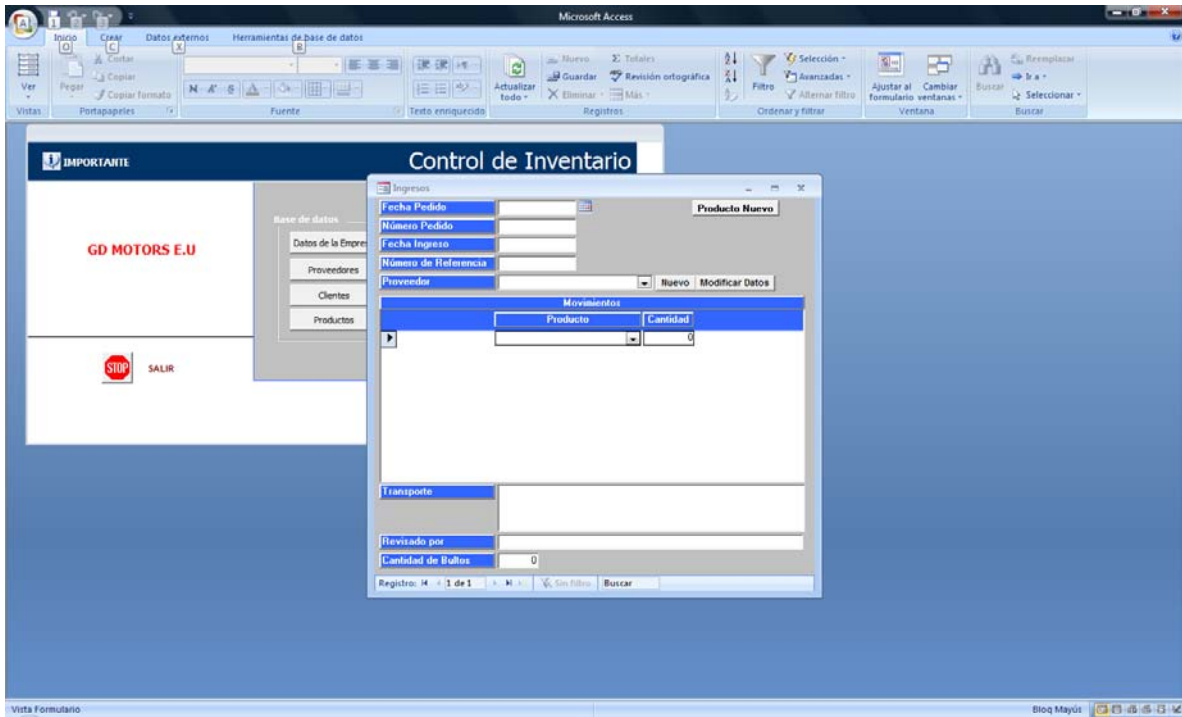 Microsoft Access
Inicio Crear Datos externos Herramientas de base de datos
O C X B
Ver
Vistas
Pegar
Cortar
Copiar
Copiar formato
Portapapeles
N K S A
Fuente
Texto enriquecido
Actualizar todo
Nuevo
Guardar
Eliminar
Totales
Revisión ortográfica
Más
Registros
Filtro
Selección
Avanzadas
Alternar filtro
Ordenar y filtrar
Ajustar al formulario
Cambiar ventanas
Ventana
Buscar
Reemplazar
Ir a
Seleccionar
Buscar
IMPORTANTE
Control de Inventario
GD MOTORS E.U
STOP
SALIR
Base de datos
Datos de la Empre
Proveedores
Clientes
Productos
Ingresos
Fecha Pedido
Producto Nuevo
Número Pedido
Fecha Ingreso
Número de Referencia
Proveedor
Nuevo
Modificar Datos
Movimientos
Producto Cantidad
0
Transporte
Revisado por
Cantidad de Bultos 0
Registro: 1 de 1 Sin filtro Buscar
Vista Formulario
Bloq Mayús